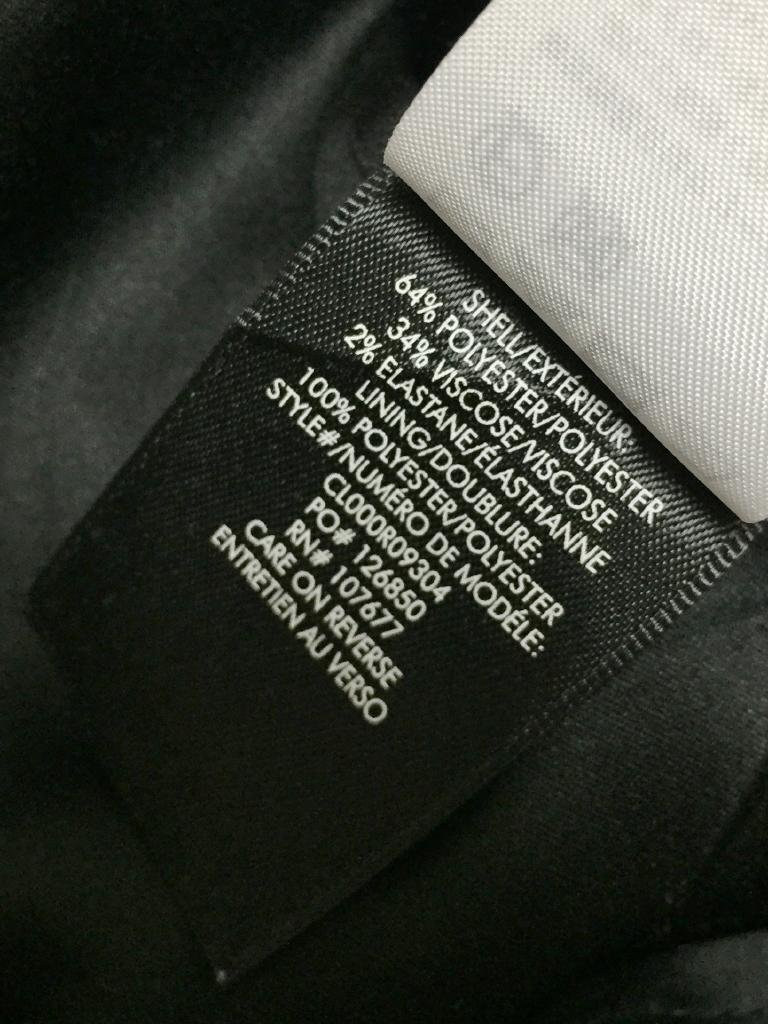 SHELL/EXTÉRIEUR:
64% POLYESTER/POLYESTER
34% VISCOSE/VISCOSE
2% ELASTANE/ÉLASTHANNE
LINING/DOUBLURE:
100% POLYESTER/POLYESTER
STYLE#/NUMÉRO DE MODÉLE:
CL000R09304
PO# 126850
RN# 107677
CARE ON REVERSE
ENTRETIEN AU VERSO